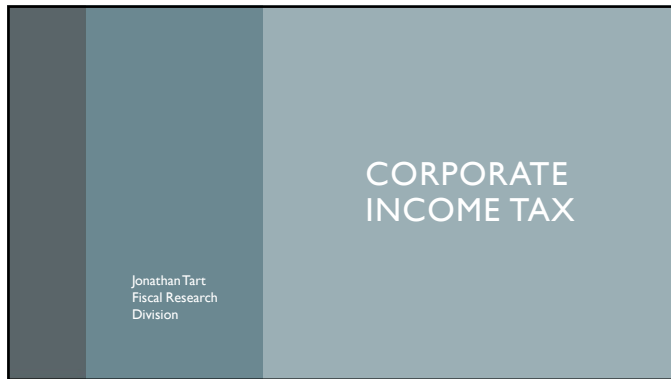 CORPORATE
INCOME TAX
Jonathan Tart
Fiscal Research
Division